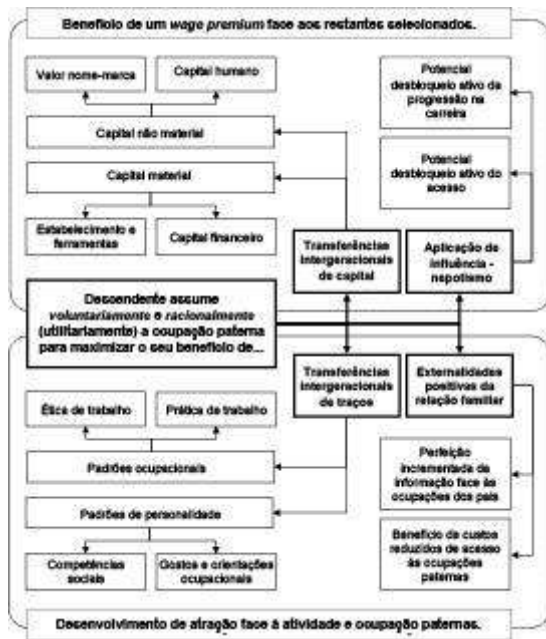 Benefício de um wage premium face aos restantes selecionados.
Valor nome-marca
Capital humano
Capital não material
Capital material
Estabelecimento e
ferramentas
Capital financeiro
Potencial
desbloqueio ativo da
progressão na
carreira
Potencial
desbloqueio ativo do
acesso
Transferências
intergeracionais
de capital
Aplicação de
influência -
nepotismo
Descendente assume
voluntariamente e racionalmente
(utilitariamente) a ocupação paterna
para maximizar o seu benefício de...
Transferências
intergeracionais
de traços
Externalidades
positivas da
relação familiar
Ética de trabalho
Prática de trabalho
Padrões ocupacionais
Padrões de personalidade
Competências
sociais
Gostos e orientações
ocupacionais
Perfeição
incrementada da
informação face às
ocupações dos pais
Benefício de custos
reduzidos de acesso
às ocupações
paternas
Desenvolvimento de atração face à atividade e ocupação paternas.